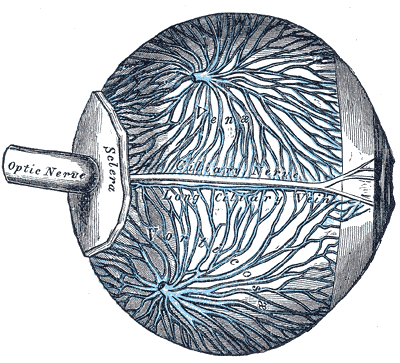 Venæ
Optic Nerve
Sclera
Ciliary Nerve
Long Ciliary Vein
Vorticosæ